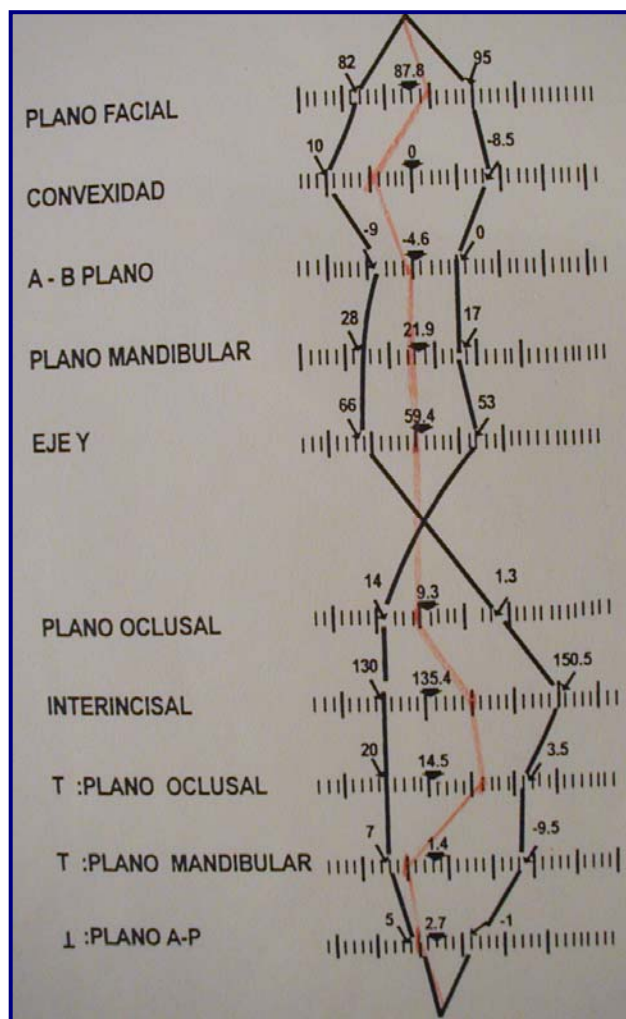 82 87.8 95
PLANO FACIAL
10 0 -8.5
CONVEXIDAD
-9 -4.6 0
A - B PLANO
28 21.9 17
PLANO MANDIBULAR
66 59.4 53
EJE Y
14 9.3 1.3
PLANO OCLUSAL
130 135.4 150.5
INTERINCISAL
20 14.5 3.5
T :PLANO OCLUSAL
7 1.4 -9.5
T :PLANO MANDIBULAR
5 2.7 -1
⊥ :PLANO A-P